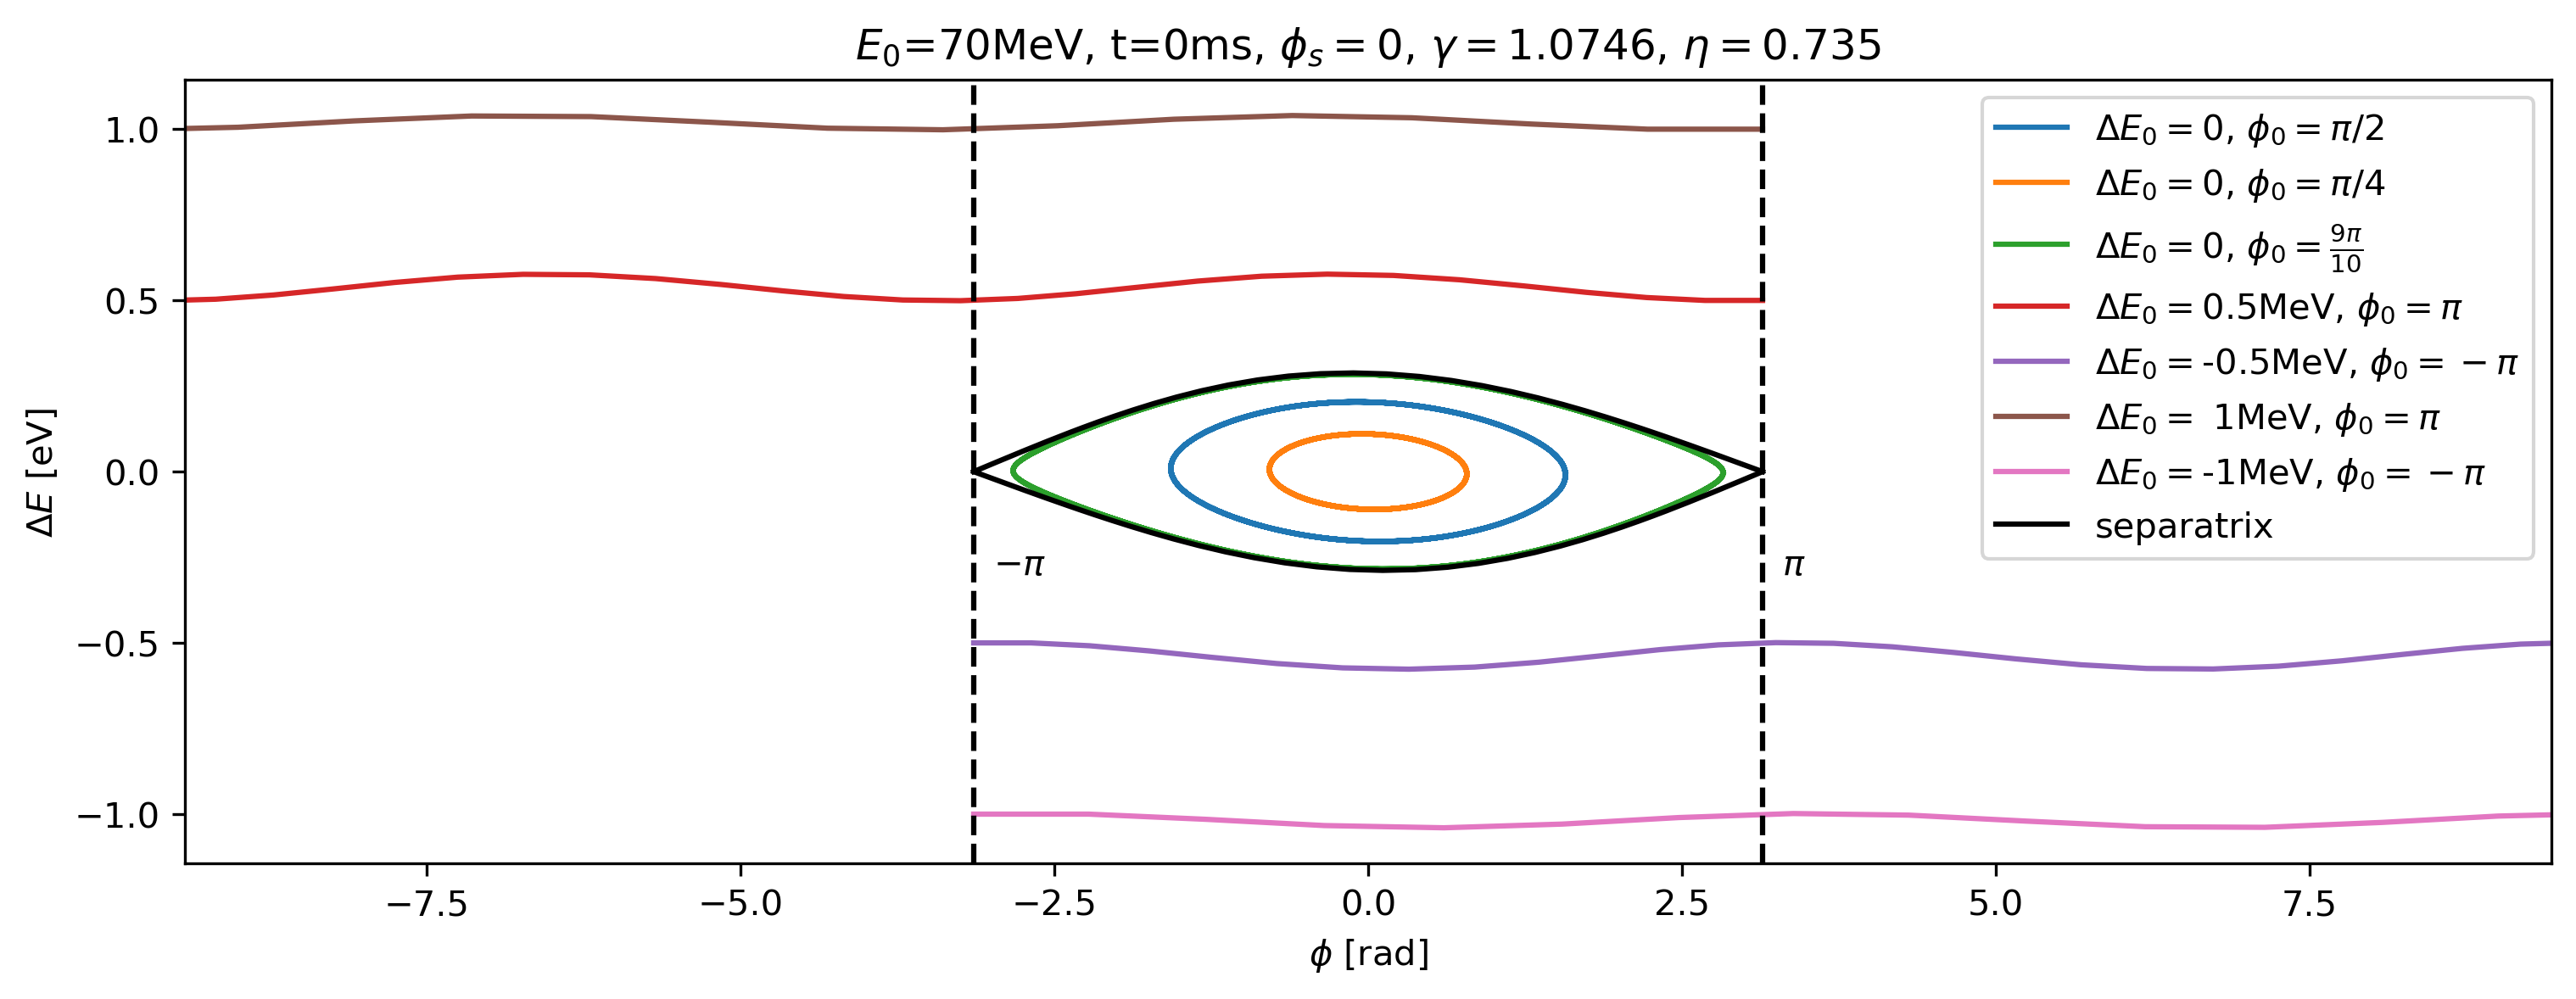 E₀=70MeV, t=0ms, ϕₛ = 0, γ = 1.0746, η = 0.735
1.0
0.5
0.0
−0.5
−1.0
ΔE [eV]
ΔE₀ = 0, ϕ₀ = π/2
ΔE₀ = 0, ϕ₀ = π/4
ΔE₀ = 0, ϕ₀ = 9π/10
ΔE₀ = 0.5MeV, ϕ₀ = π
ΔE₀ = -0.5MeV, ϕ₀ = − π
ΔE₀ = 1MeV, ϕ₀ = π
ΔE₀ = -1MeV, ϕ₀ = − π
separatrix
−π
π
−7.5
−5.0
−2.5
0.0
2.5
5.0
7.5
ϕ [rad]